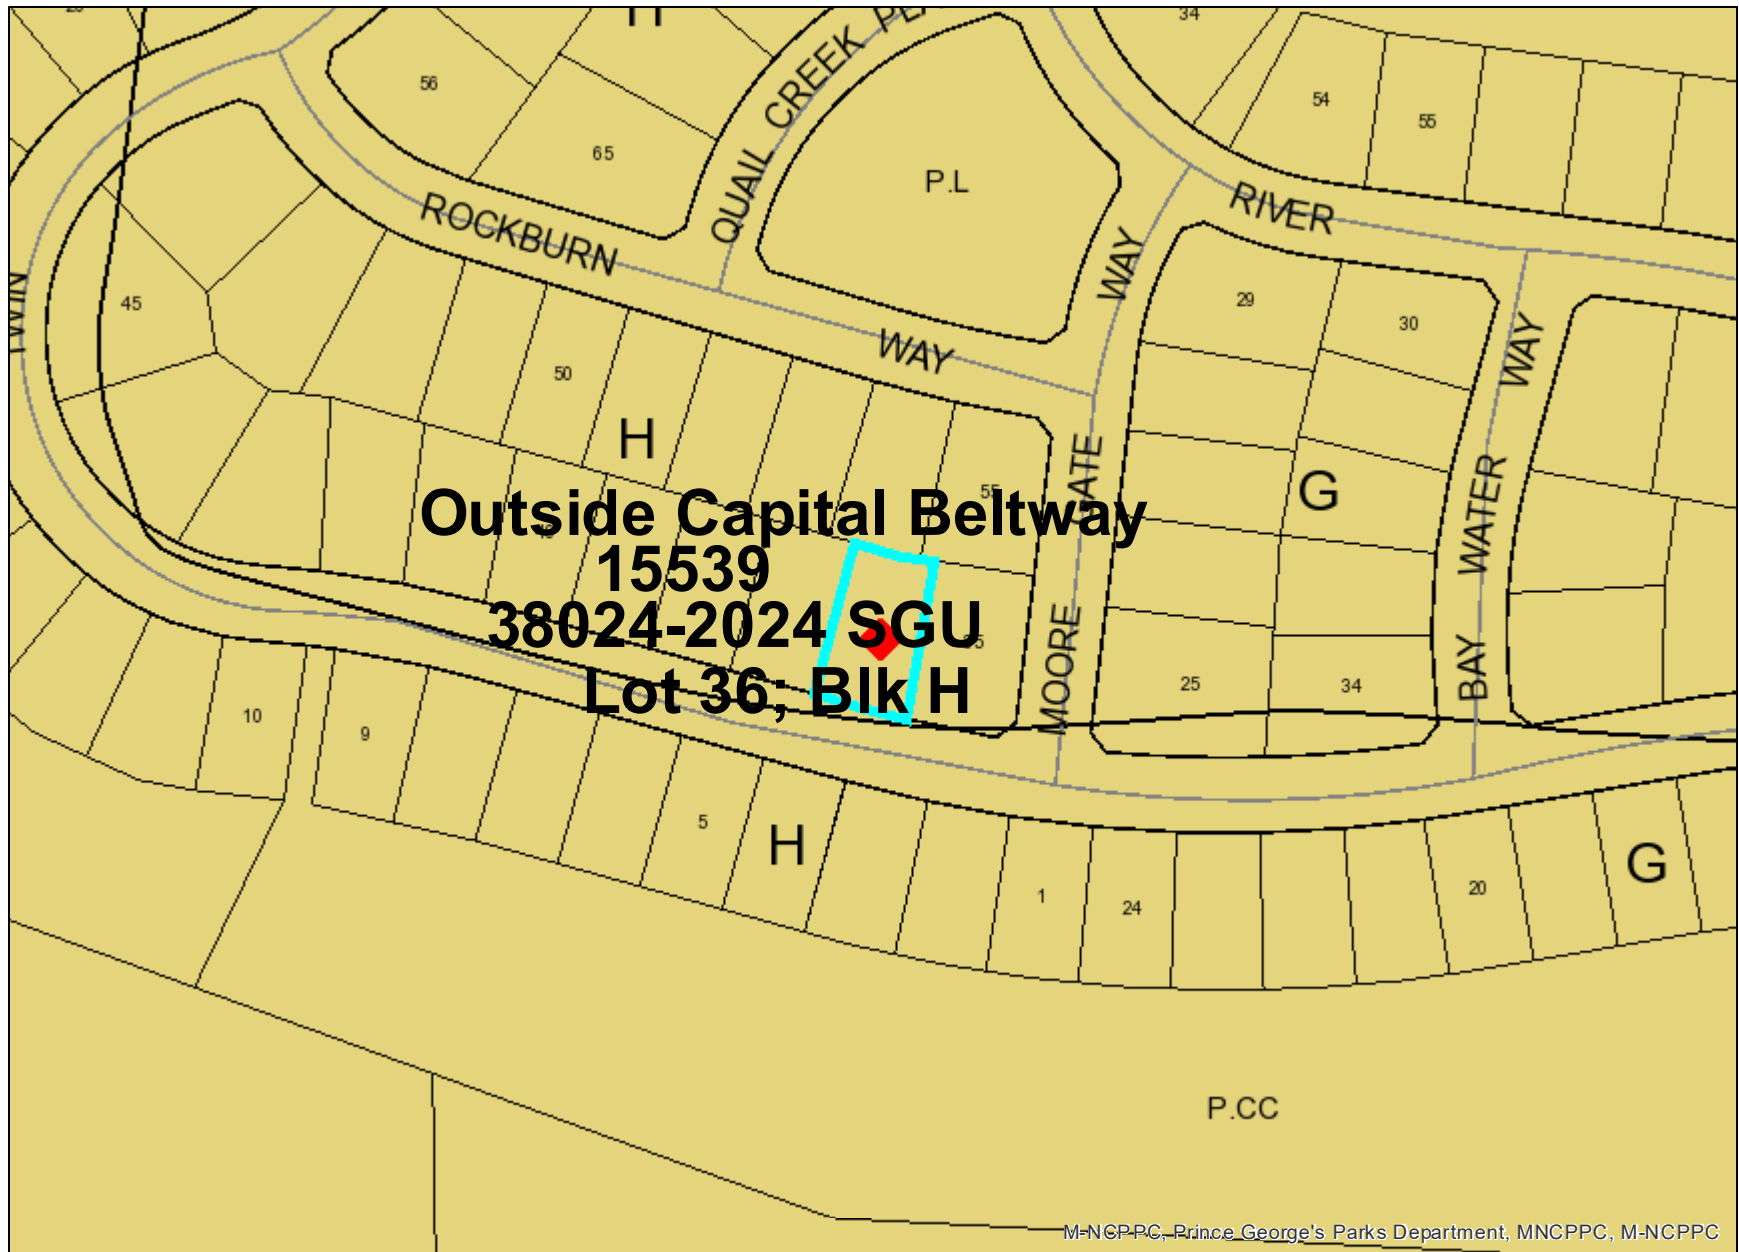 H
34
QUAIL CREEK
56
54
55
65
P.L
ROCKBURN WAY
RIVER
WAY
29
30
45
50
H
WAY
55
G
Outside Capital Beltway
15539
38024-2024 SGU
Lot 36; Blk H
MOORE GATE
BAY WATER
25
34
10
9
5
H
1
24
20
G
P.CC
M-NCPPC, Prince George's Parks Department, MNCPPC, M-NCPPC